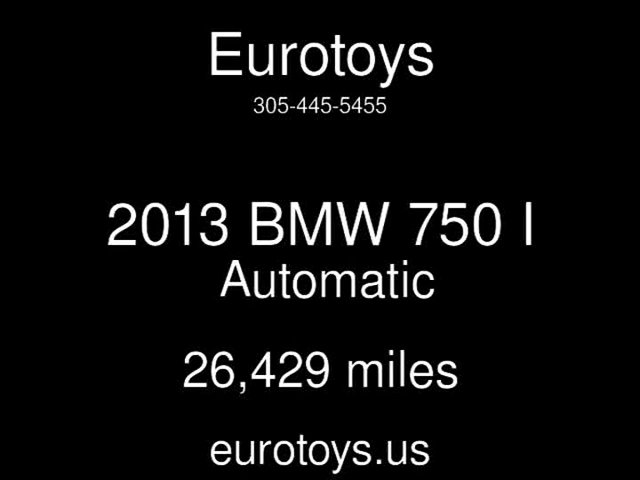 Eurotoys
305-445-5455
2013 BMW 750 I
Automatic
26,429 miles
eurotoys.us